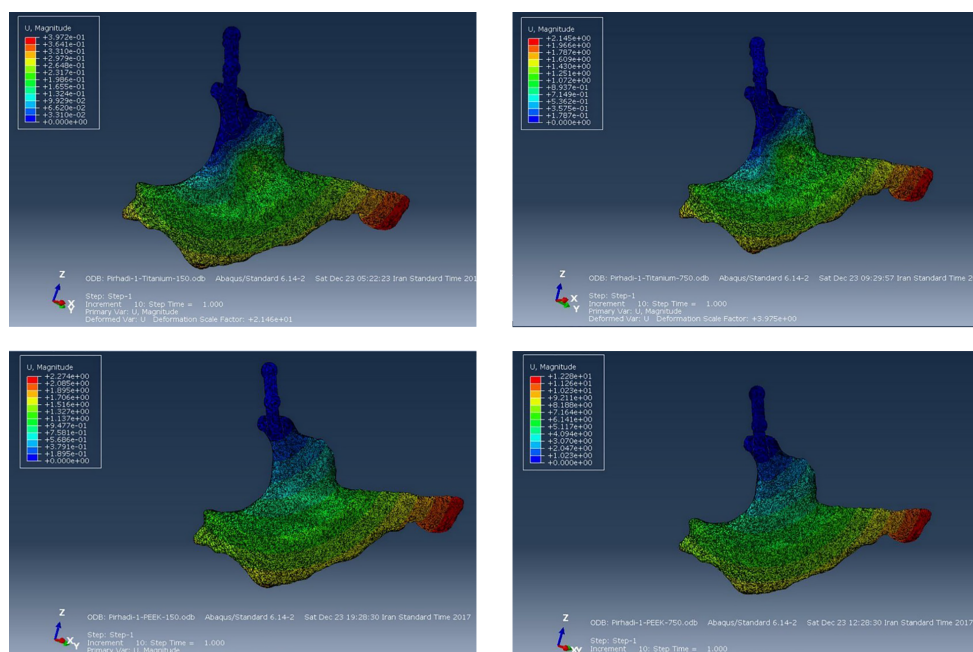 U, Magnitude
+3.972e-01
+3.641e-01
+3.310e-01
+2.979e-01
+2.648e-01
+2.317e-01
+1.986e-01
+1.655e-01
+1.324e-01
+9.929e-02
+6.620e-02
+3.310e-02
+0.000e+00
Z
X
Y
ODB: Pirhadi-1-Titanium-150.odb Abaqus/Standard 6.14-2 Sat Dec 23 05:22:23 Iran Standard Time 201
Step: Step-1
Increment 10: Step Time = 1.000
Primary Var: U, Magnitude
Deformed Var: U Deformation Scale Factor: +2.146e+01
U, Magnitude
+2.145e+00
+1.966e+00
+1.787e+00
+1.609e+00
+1.430e+00
+1.251e+00
+1.072e+00
+8.937e-01
+7.149e-01
+5.362e-01
+3.575e-01
+1.787e-01
+0.000e+00
Z
X
Y
ODB: Pirhadi-1-Titanium-750.odb Abaqus/Standard 6.14-2 Sat Dec 23 09:29:57 Iran Standard Time 2
Step: Step-1
Increment 10: Step Time = 1.000
Primary Var: U, Magnitude
Deformed Var: U Deformation Scale Factor: +3.975e+00
U, Magnitude
+2.274e+00
+2.085e+00
+1.895e+00
+1.706e+00
+1.516e+00
+1.327e+00
+1.137e+00
+9.477e-01
+7.581e-01
+5.686e-01
+3.791e-01
+1.895e-01
+0.000e+00
Z
X
Y
ODB: Pirhadi-1-PEEK-150.odb Abaqus/Standard 6.14-2 Sat Dec 23 19:28:30 Iran Standard Time 2017
Step: Step-1
Increment 10: Step Time = 1.000
Primary Var: U, Magnitude
U, Magnitude
+1.228e+01
+1.126e+01
+1.023e+01
+9.211e+00
+8.188e+00
+7.164e+00
+6.141e+00
+5.117e+00
+4.094e+00
+3.070e+00
+2.047e+00
+1.023e+00
+0.000e+00
Z
X
Y
ODB: Pirhadi-1-PEEK-750.odb Abaqus/Standard 6.14-2 Sat Dec 23 12:28:30 Iran Standard Time 2017
Step: Step-1
Increment 10: Step Time = 1.000